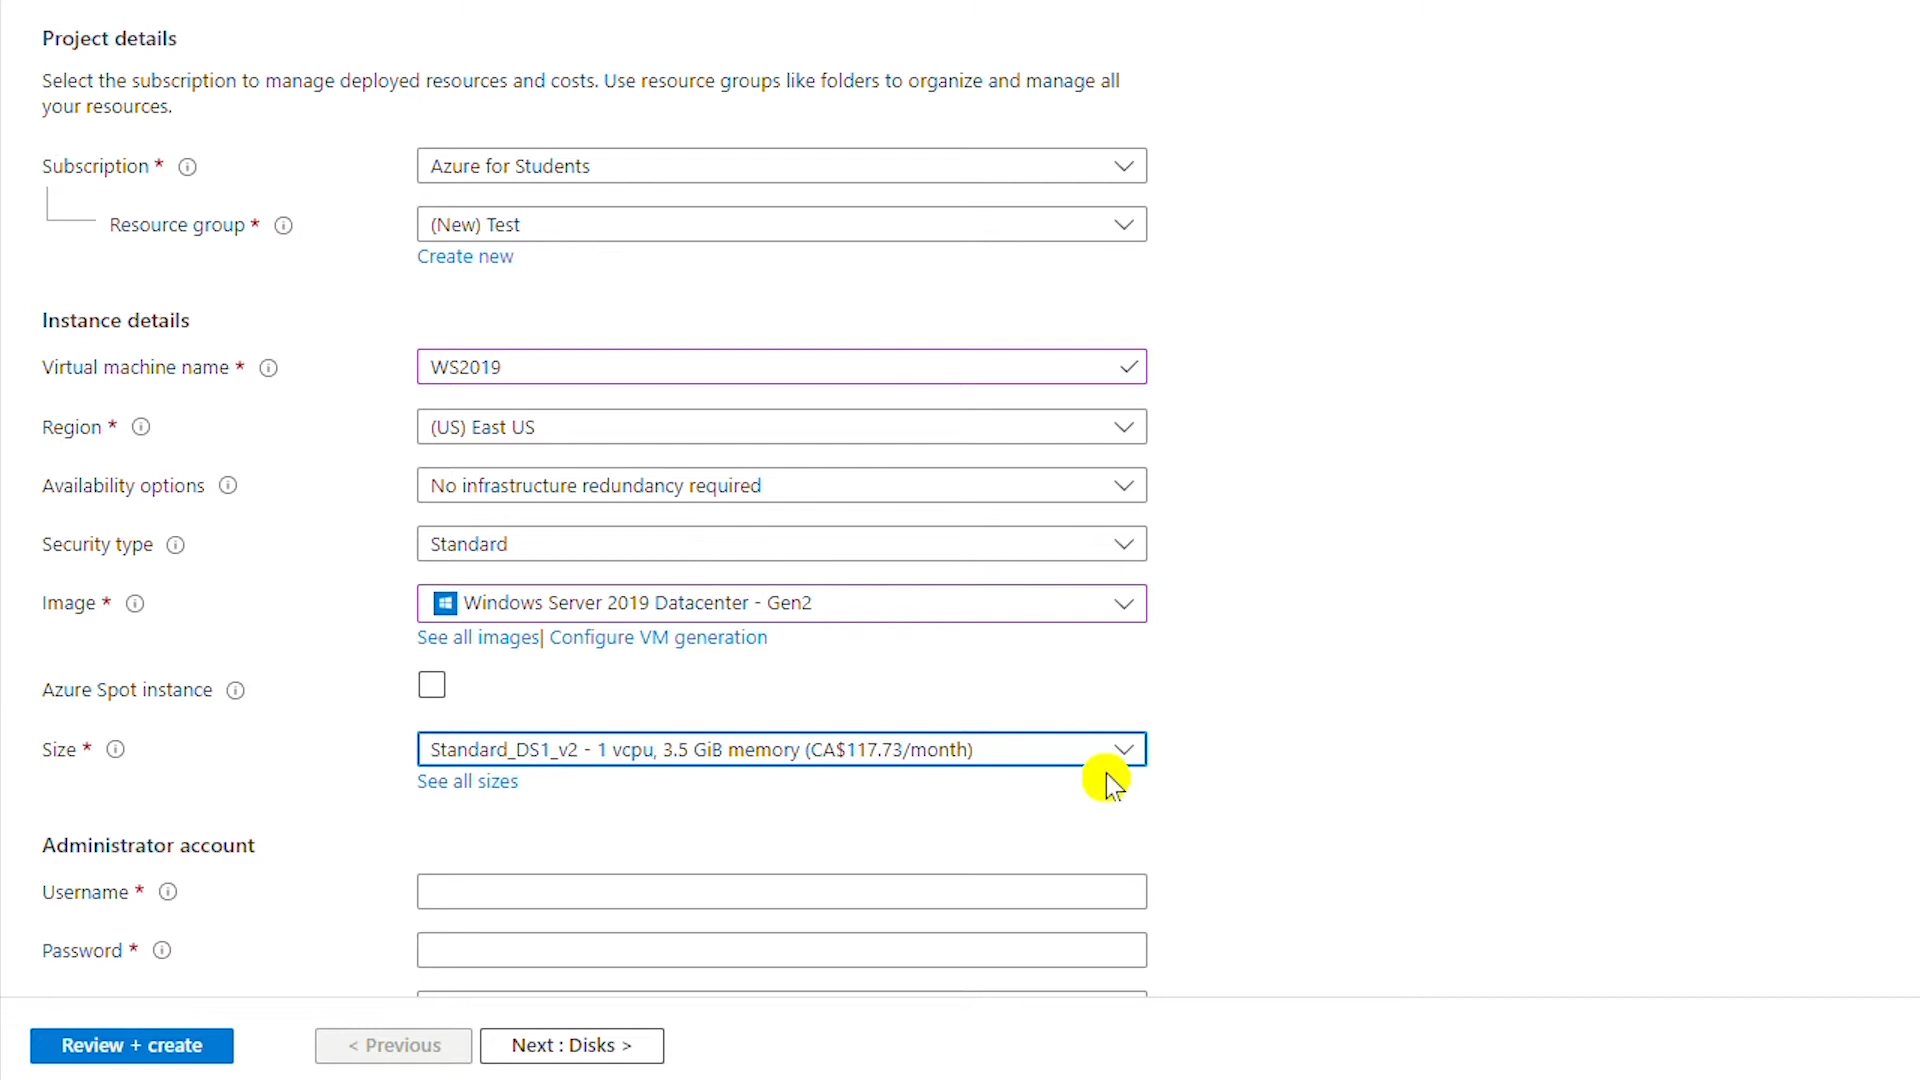 Project details
Select the subscription to manage deployed resources and costs. Use resource groups like folders to organize and manage all
your resources.
Subscription *
Azure for Students
Resource group *
(New) Test
Create new
Instance details
Virtual machine name *
WS2019
Region *
(US) East US
Availability options
No infrastructure redundancy required
Security type
Standard
Image *
Windows Server 2019 Datacenter - Gen2
See all images| Configure VM generation
Azure Spot instance
Size *
Standard_DS1_v2 - 1 vcpu, 3.5 GiB memory (CA$117.73/month)
See all sizes
Administrator account
Username *
Password *
Review + create
< Previous
Next : Disks >